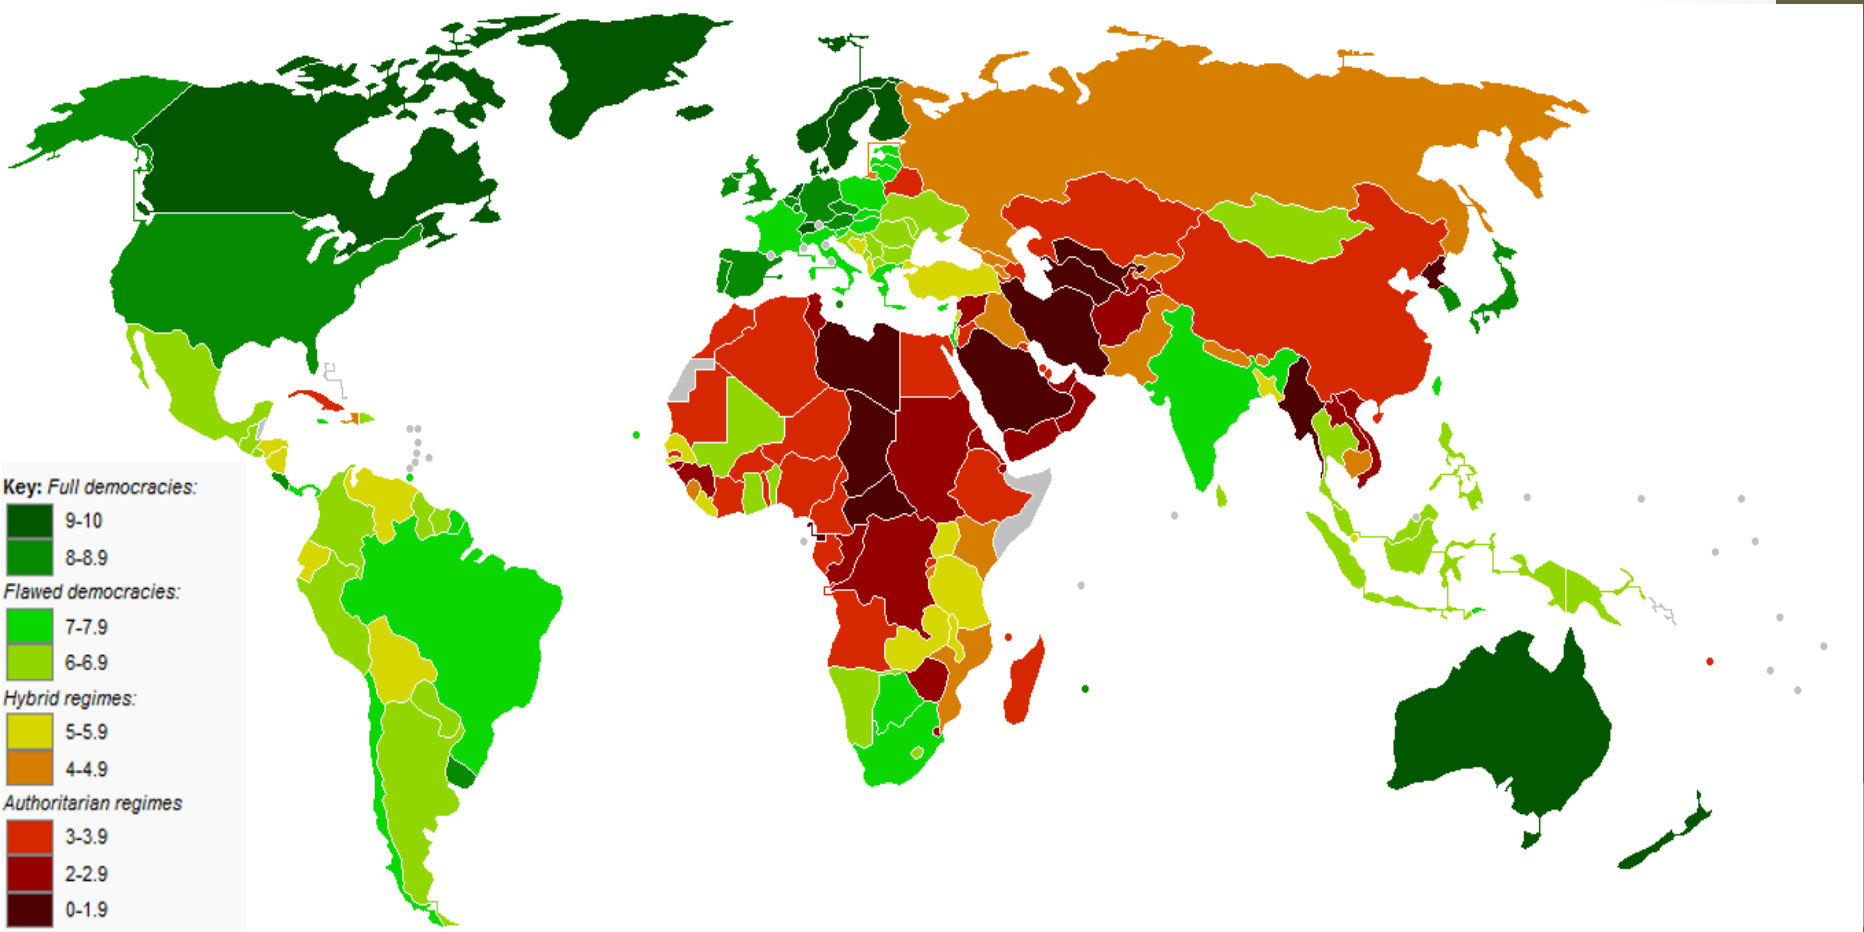 Key: Full democracies:
9-10
8-8.9
Flawed democracies:
7-7.9
6-6.9
Hybrid regimes:
5-5.9
4-4.9
Authoritarian regimes
3-3.9
2-2.9
0-1.9